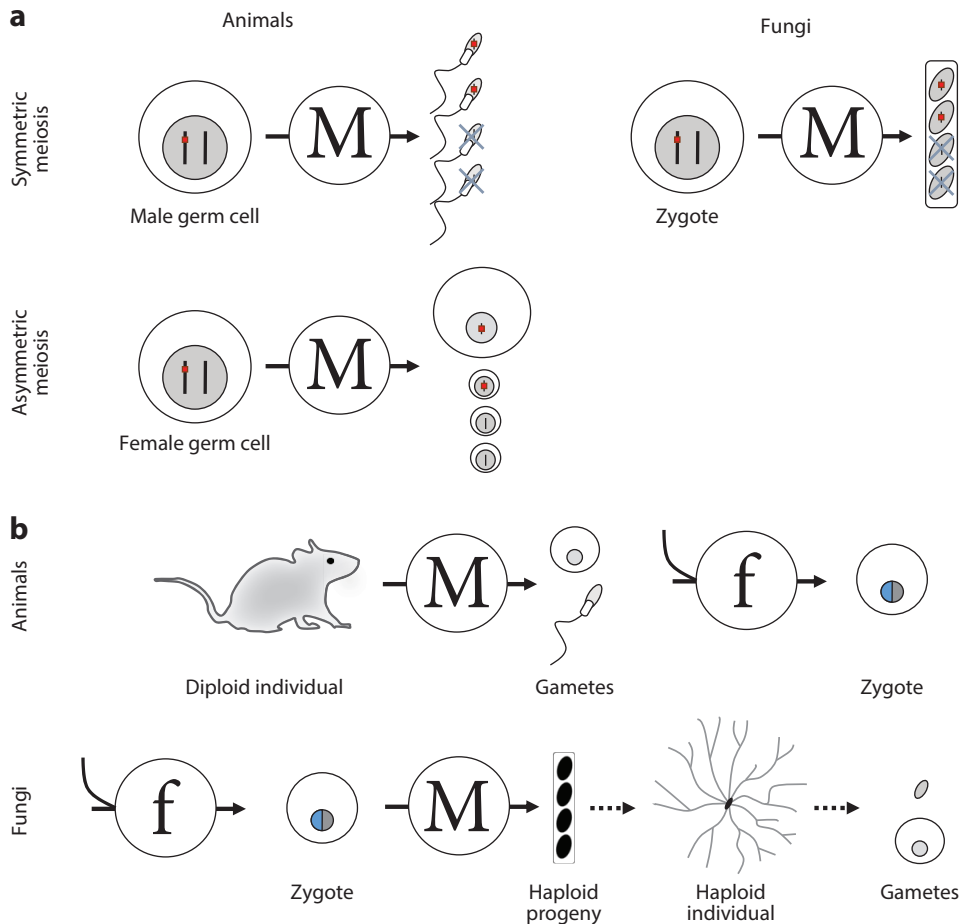 a
Animals
Fungi
Symmetric
meiosis
M
M
Male germ cell
Zygote
Asymmetric
meiosis
M
Female germ cell
b
Animals
M
f
Diploid individual
Gametes
Zygote
Fungi
f
M
Zygote
Haploid
progeny
Haploid
individual
Gametes